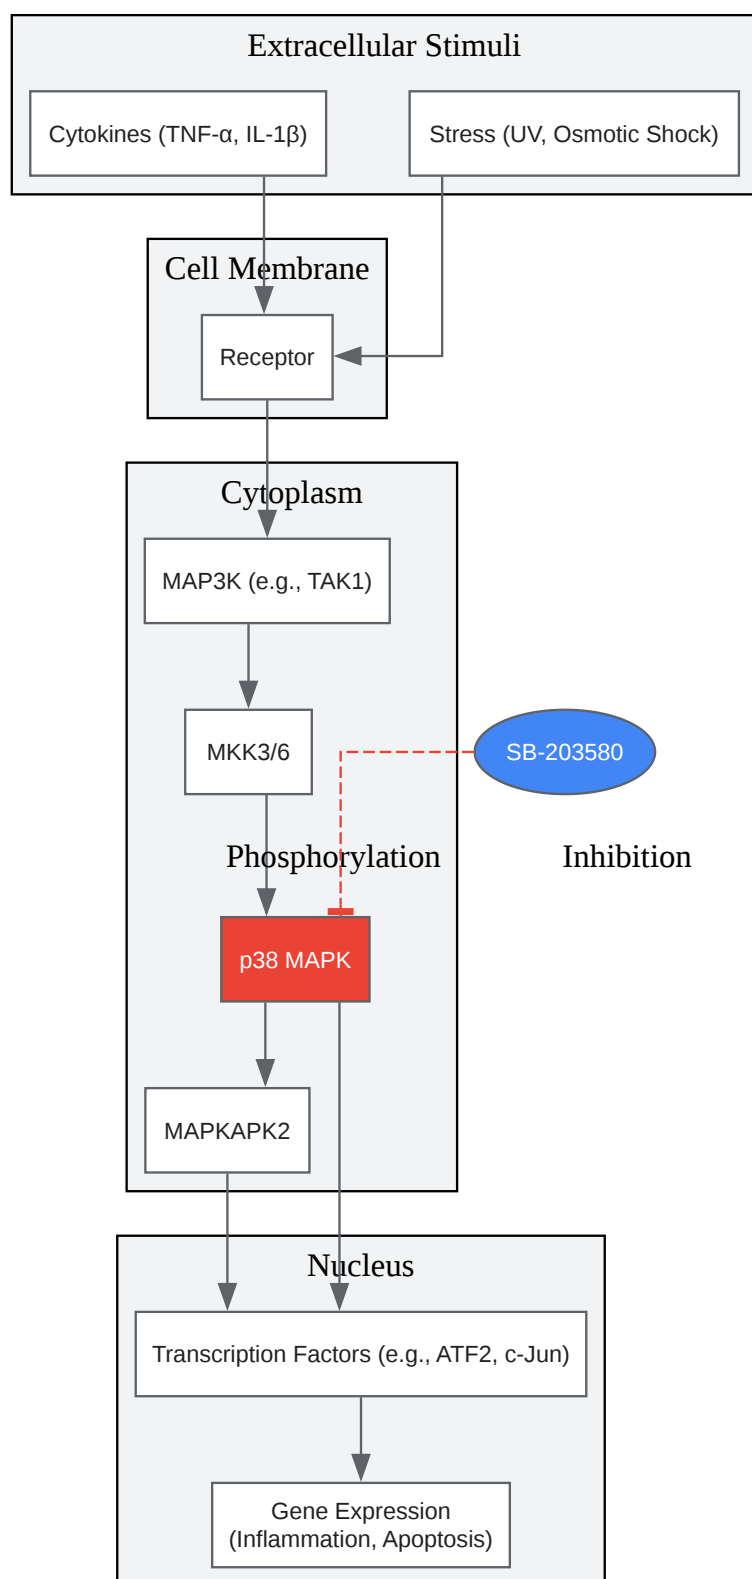 Extracellular Stimuli
Cytokines (TNF-α, IL-1β)
Stress (UV, Osmotic Shock)
Cell Membrane
Receptor
Cytoplasm
MAP3K (e.g., TAK1)
MKK3/6
SB-203580
Phosphorylation
Inhibition
p38 MAPK
MAPKAPK2
Nucleus
Transcription Factors (e.g., ATF2, c-Jun)
Gene Expression
(Inflammation, Apoptosis)